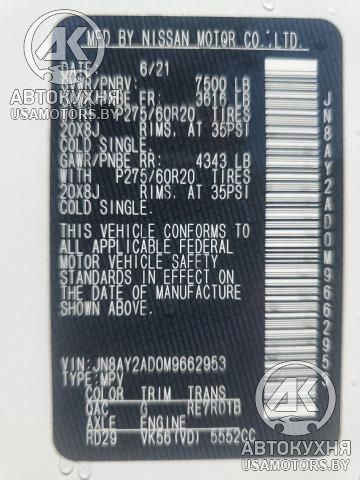 MFD BY NISSAN MOTOR CO.,LTD.
DATE 6/21
GVWR/PNBV: 7500 LB
GAWR/PNBE FR: 3616 LB
WITH P275/60R20 TIRES
20X8J RIMS, AT 35PSI
COLD SINGLE.
GAWR/PNBE RR: 4343 LB
WITH P275/60R20 TIRES
20X8J RIMS, AT 35PSI
COLD SINGLE.
THIS VEHICLE CONFORMS TO
ALL APPLICABLE FEDERAL
MOTOR VEHICLE SAFETY
STANDARDS IN EFFECT ON
THE DATE OF MANUFACTURE
SHOWN ABOVE.
VIN:JN8AY2AD0M9662953
TYPE:MPV
COLOR TRIM TRANS
QAC G RE7R01B
AXLE ENGINE
RD29 VK56(VD) 5552CC
JN8AY2AD0M9662953
АВТОКУХНЯ
USAMOTORS.BY
АВТОКУХНЯ
USAMOTORS.BY